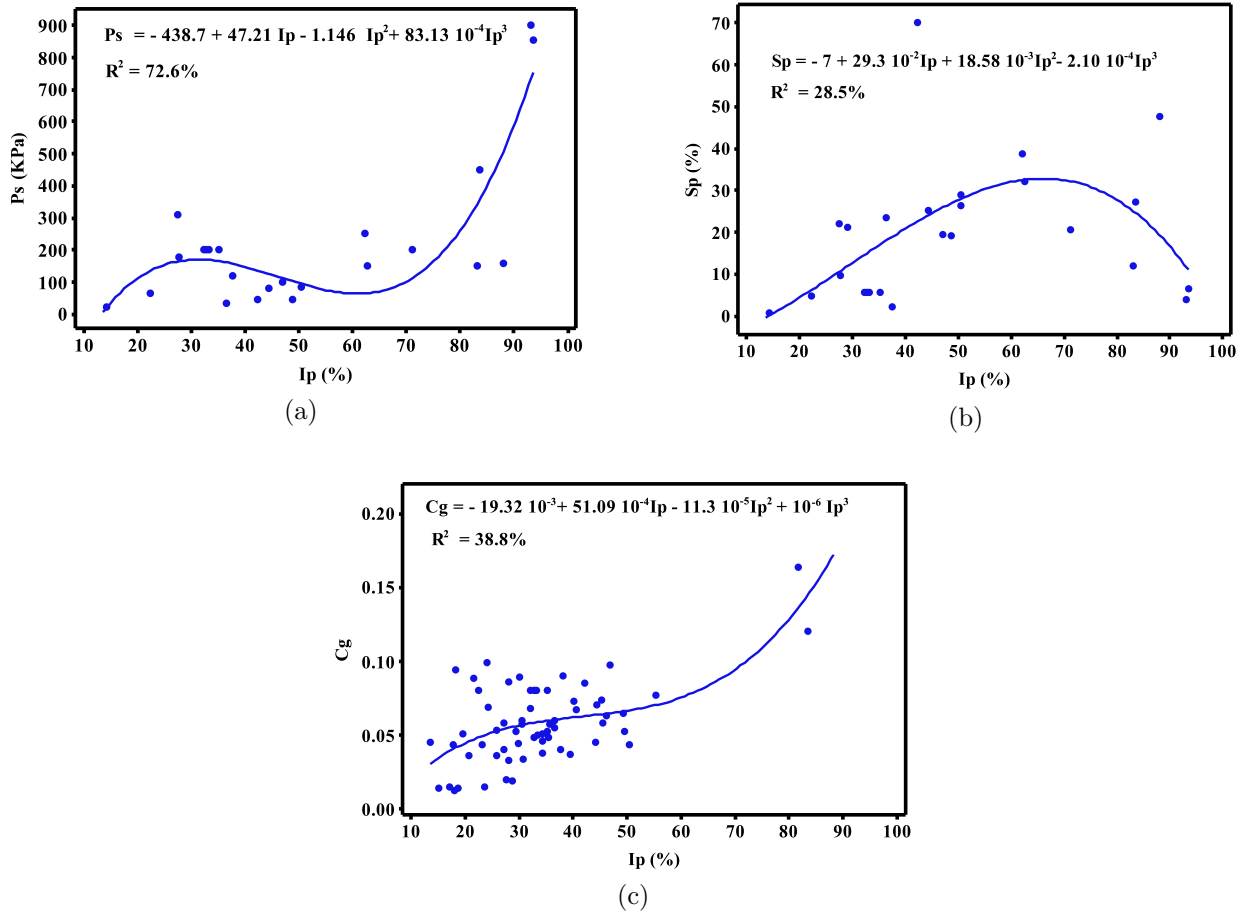 Ps = - 438.7 + 47.21 Ip - 1.146 Ip² + 83.13 10⁻⁴Ip³
R² = 72.6%
900
800
700
600
500
400
300
200
100
0
Ps (KPa)
10 20 30 40 50 60 70 80 90 100
Ip (%)
(a)
Sp = - 7 + 29.3 10⁻²Ip + 18.58 10⁻³Ip²- 2.10 10⁻⁴Ip³
R² = 28.5%
70
60
50
40
30
20
10
0
Sp (%)
10 20 30 40 50 60 70 80 90 100
Ip (%)
(b)
Cg = - 19.32 10⁻³+ 51.09 10⁻⁴Ip - 11.3 10⁻⁵Ip² + 10⁻⁶ Ip³
R² = 38.8%
0.20
0.15
0.10
0.05
0.00
Cg
10 20 30 40 50 60 70 80 90 100
Ip (%)
(c)